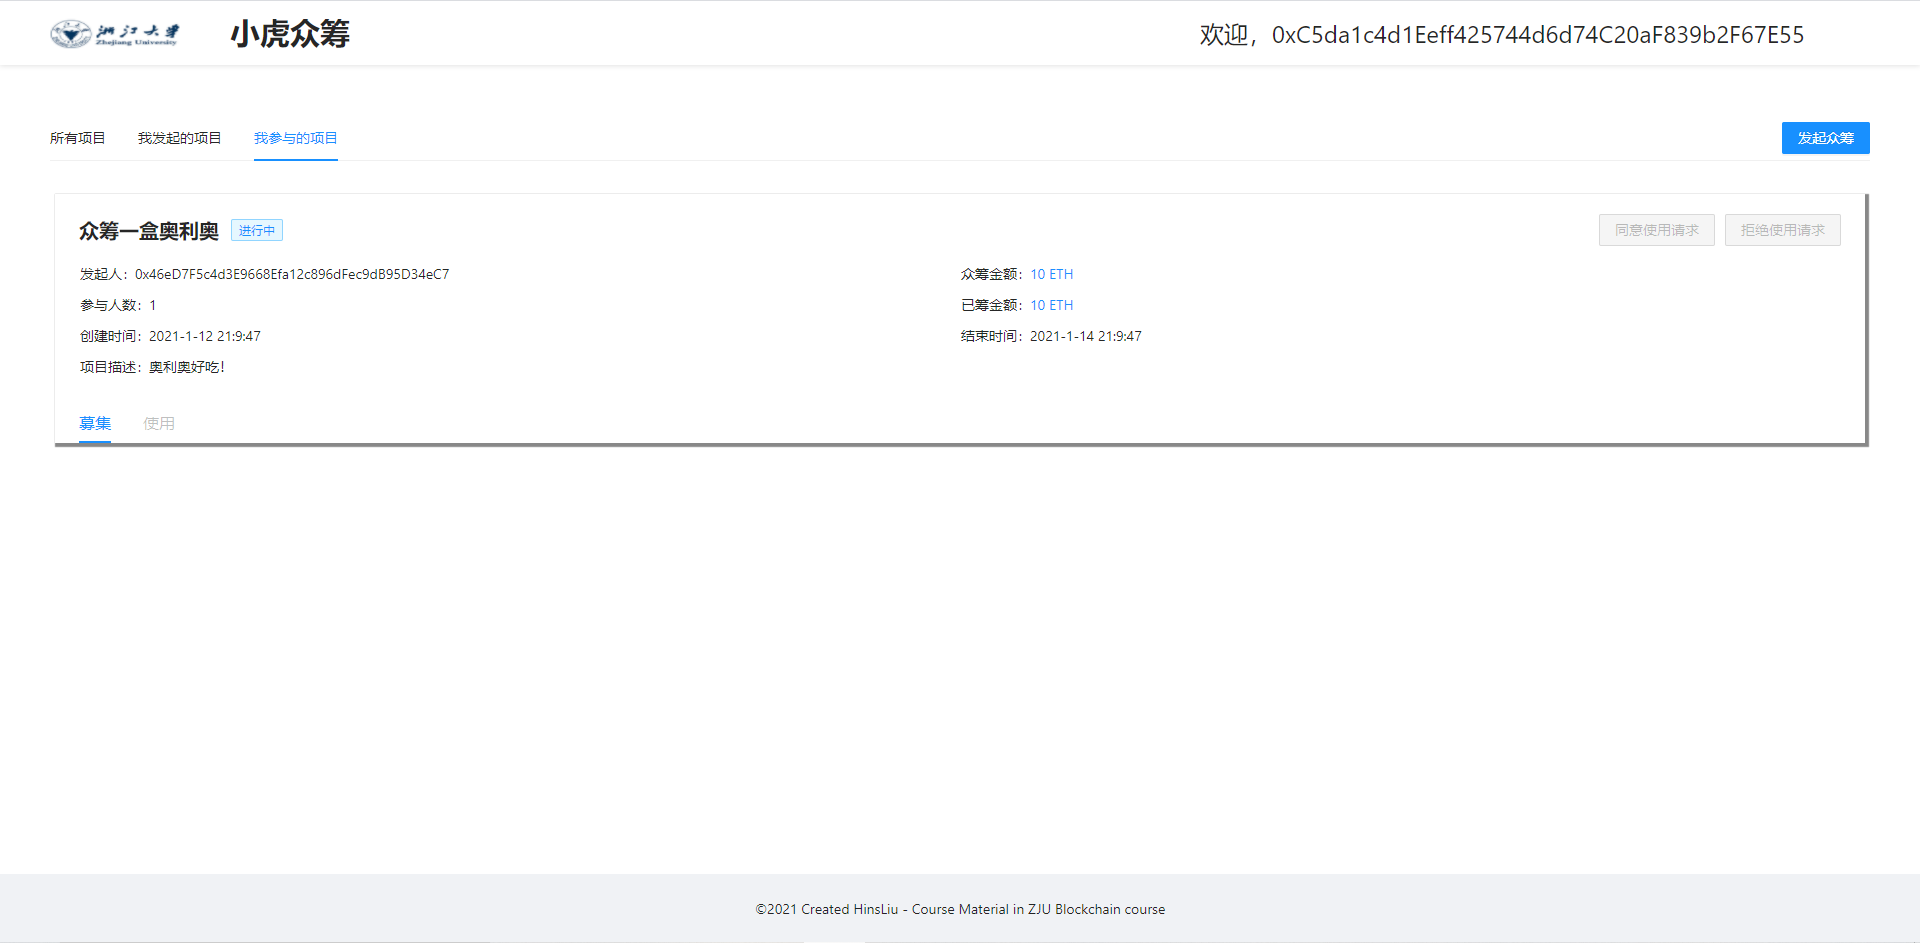 浙江大学
Zhejiang University
小虎众筹
欢迎，0xC5da1c4d1Eeff425744d6d74C20aF839b2F67E55
所有项目 我发起的项目 我参与的项目 发起众筹
众筹一盒奥利奥 进行中 同意使用请求 拒绝使用请求
发起人：0x46eD7F5c4d3E9668Efa12c896dFec9dB95D34eC7 众筹金额：10 ETH
参与人数：1 已筹金额：10 ETH
创建时间：2021-1-12 21:9:47 结束时间：2021-1-14 21:9:47
项目描述：奥利奥好吃！
募集 使用
©2021 Created HinsLiu - Course Material in ZJU Blockchain course